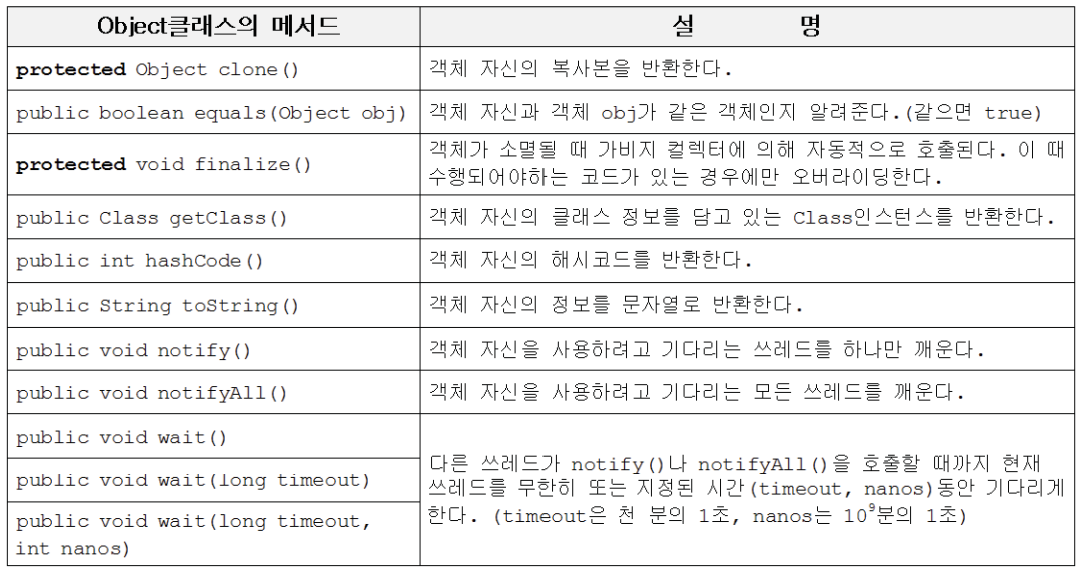 Object클래스의 메서드
설 명
protected Object clone()
객체 자신의 복사본을 반환한다.
public boolean equals(Object obj)
객체 자신과 객체 obj가 같은 객체인지 알려준다.(같으면 true)
protected void finalize()
객체가 소멸될 때 가비지 컬렉터에 의해 자동적으로 호출된다. 이 때
수행되어야하는 코드가 있는 경우에만 오버라이딩한다.
public Class getClass()
객체 자신의 클래스 정보를 담고 있는 Class인스턴스를 반환한다.
public int hashCode()
객체 자신의 해시코드를 반환한다.
public String toString()
객체 자신의 정보를 문자열로 반환한다.
public void notify()
객체 자신을 사용하려고 기다리는 쓰레드를 하나만 깨운다.
public void notifyAll()
객체 자신을 사용하려고 기다리는 모든 쓰레드를 깨운다.
public void wait()
public void wait(long timeout)
public void wait(long timeout,
int nanos)
다른 쓰레드가 notify()나 notifyAll()을 호출할 때까지 현재
쓰레드를 무한히 또는 지정된 시간(timeout, nanos)동안 기다리게
한다. (timeout은 천 분의 1초, nanos는 10⁹분의 1초)